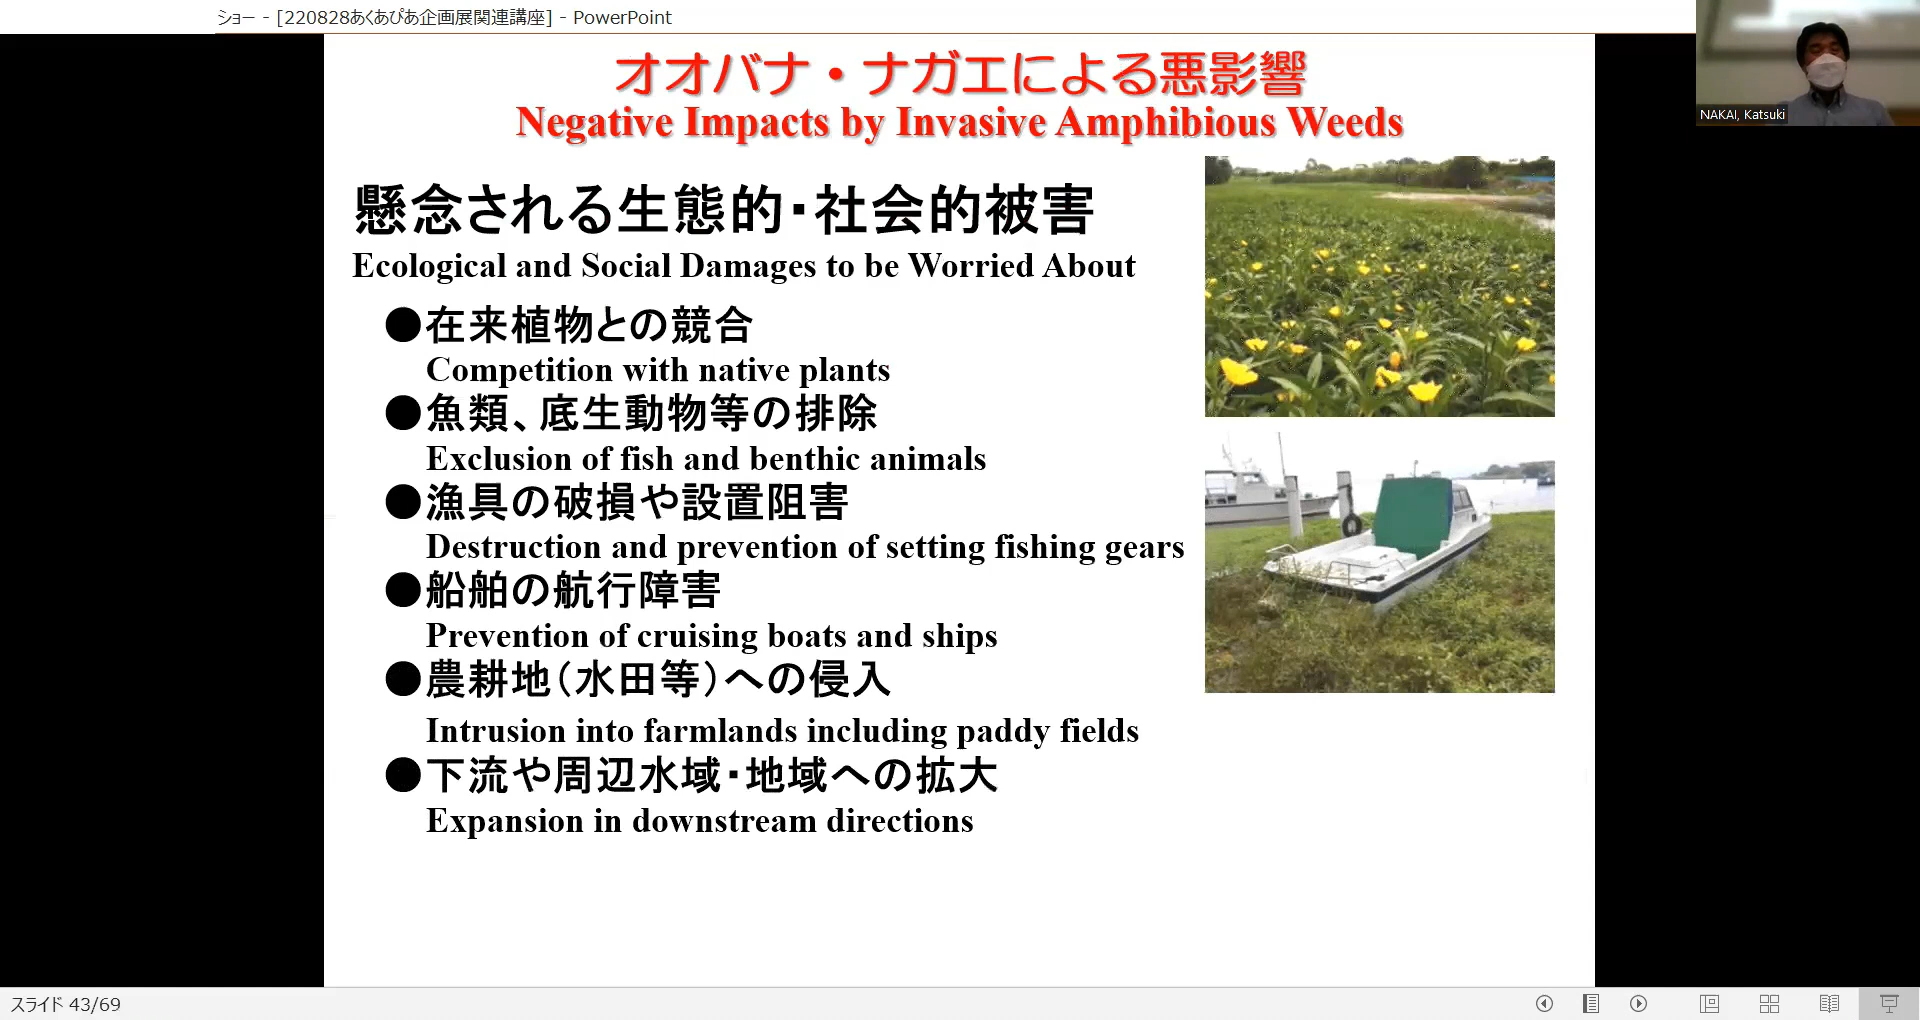 ショー - [220828あくあぴあ企画展関連講座] - PowerPoint
NAKAI, Katsuki
オオバナ・ナガエによる悪影響
Negative Impacts by Invasive Amphibious Weeds
懸念される生態的・社会的被害
Ecological and Social Damages to be Worried About
●在来植物との競合
Competition with native plants
●魚類、底生動物等の排除
Exclusion of fish and benthic animals
●漁具の破損や設置阻害
Destruction and prevention of setting fishing gears
●船舶の航行障害
Prevention of cruising boats and ships
●農耕地(水田等)への侵入
Intrusion into farmlands including paddy fields
●下流や周辺水域・地域への拡大
Expansion in downstream directions
スライド 43/69